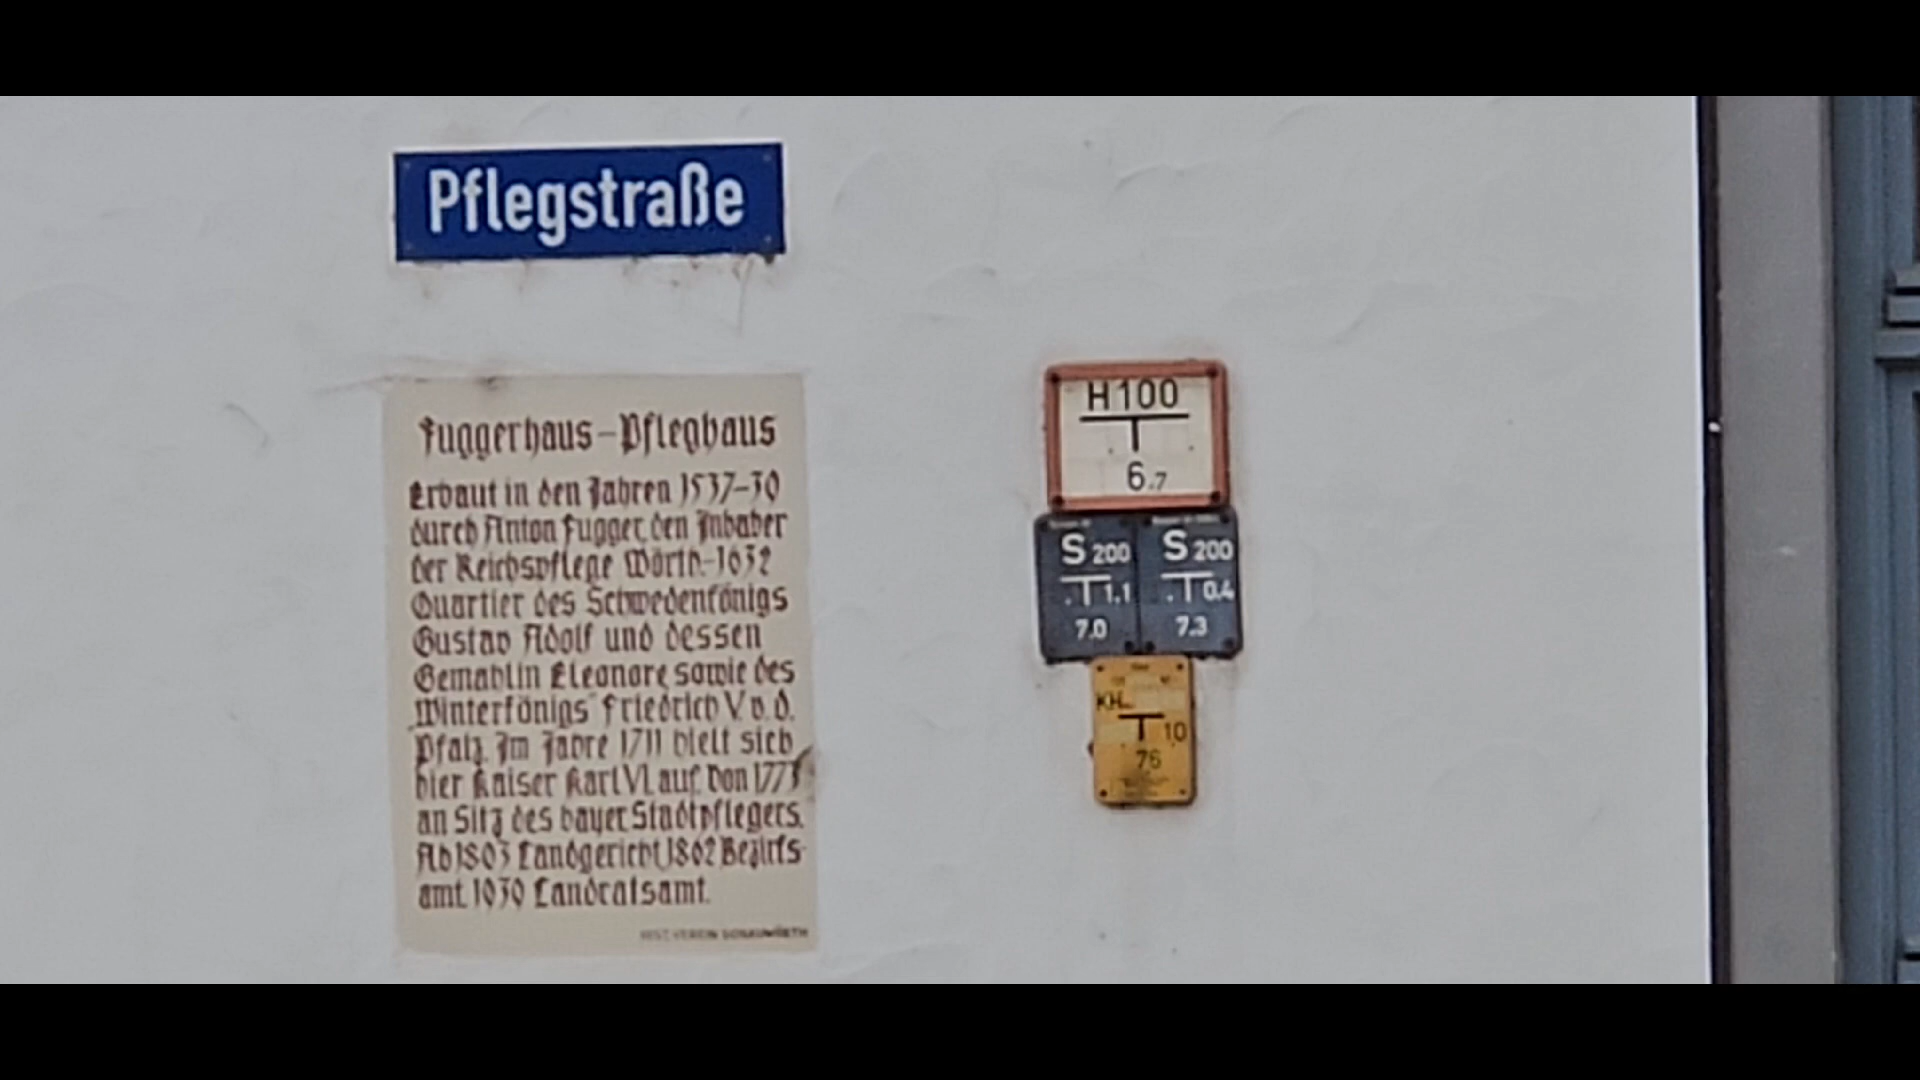 Pflegstraße
Fuggerhaus-Pfleghaus
Erbaut in den Jahren 1537-39
durch Anton Fugger, den Inhaber
der Reichspflege Wörth.-1632
Quartier des Schwedenkönigs
Gustav Adolf und dessen
Gemahlin Eleonore, sowie des
„Winterkönigs" Friedrich V. v. d.
Pfalz. Im Jahre 1711 hielt sich
hier Kaiser Karl VI. auf. Von 1773
an Sitz des bayer. Stadtpflegers.
Ab 1803 Landgericht, 1862 Bezirks-
amt, 1939 Landratsamt.
HIST. VEREIN DONAUWÖRTH
H100
6.7
S 200
1.1
7.0
S 200
0.4
7.3
KH
10
76